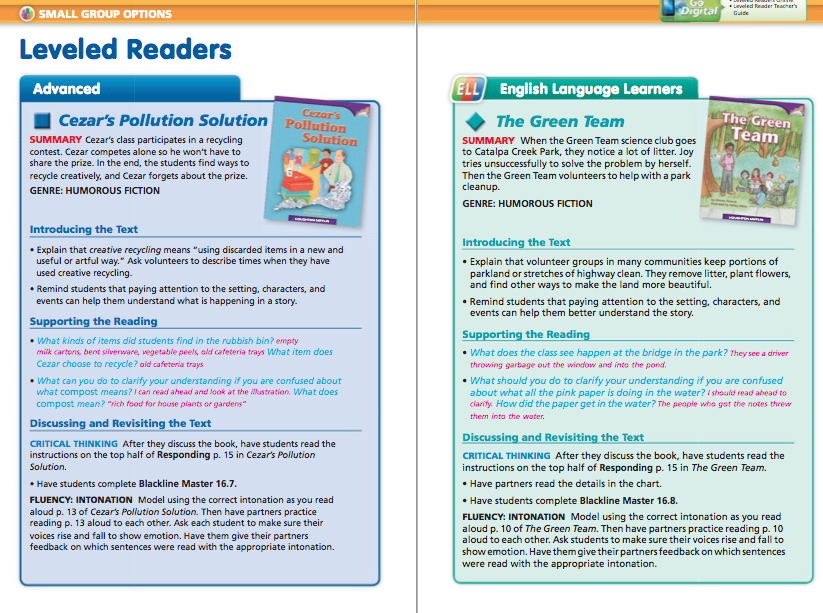 SMALL GROUP OPTIONS
Leveled Readers
Advanced
Cezar's Pollution Solution
SUMMARY Cezar's class participates in a recycling
contest. Cezar competes alone so he won't have to
share the prize. In the end, the students find ways to
recycle creatively, and Cezar forgets about the prize.
GENRE: HUMOROUS FICTION
Cezar's
Pollution
Solution
HOUGHTON MIFFLIN
Introducing the Text
• Explain that creative recycling means "using discarded items in a new and
useful or artful way." Ask volunteers to describe times when they have
used creative recycling.
• Remind students that paying attention to the setting, characters, and
events can help them understand what is happening in a story.
Supporting the Reading
• What kinds of items did students find in the rubbish bin? empty
milk cartons, bent silverware, vegetable peels, old cafeteria trays What item does
Cezar choose to recycle? old cafeteria trays
• What can you do to clarify your understanding if you are confused about
what compost means? I can read ahead and look at the illustration. What does
compost mean? "rich food for house plants or gardens"
Discussing and Revisiting the Text
CRITICAL THINKING After they discuss the book, have students read the
instructions on the top half of Responding p. 15 in Cezar's Pollution
Solution.
• Have students complete Blackline Master 16.7.
FLUENCY: INTONATION Model using the correct intonation as you read
aloud p. 13 of Cezar's Pollution Solution. Then have partners practice
reading p. 13 aloud to each other. Ask each student to make sure their
voices rise and fall to show emotion. Have them give their partners
feedback on which sentences were read with the appropriate intonation.
Go
Digital
• Leveled Readers Online
• Leveled Reader Teacher's
Guide
ELL English Language Learners
The Green Team
SUMMARY When the Green Team science club goes
to Catalpa Creek Park, they notice a lot of litter. Joy
tries unsuccessfully to solve the problem by herself.
Then the Green Team volunteers to help with a park
cleanup.
GENRE: HUMOROUS FICTION
The Green
Team
HOUGHTON MIFFLIN
Introducing the Text
• Explain that volunteer groups in many communities keep portions of
parkland or stretches of highway clean. They remove litter, plant flowers,
and find other ways to make the land more beautiful.
• Remind students that paying attention to the setting, characters, and
events can help them better understand the story.
Supporting the Reading
• What does the class see happen at the bridge in the park? They see a driver
throwing garbage out the window and into the pond.
• What should you do to clarify your understanding if you are confused
about what all the pink paper is doing in the water? I should read ahead to
clarify. How did the paper get in the water? The people who got the notes threw
them into the water.
Discussing and Revisiting the Text
CRITICAL THINKING After they discuss the book, have students read the
instructions on the top half of Responding p. 15 in The Green Team.
• Have partners read the details in the chart.
• Have students complete Blackline Master 16.8.
FLUENCY: INTONATION Model using the correct intonation as you read
aloud p. 10 of The Green Team. Then have partners practice reading p. 10
aloud to each other. Ask students to make sure their voices rise and fall to
show emotion. Have them give their partners feedback on which sentences
were read with the appropriate intonation.